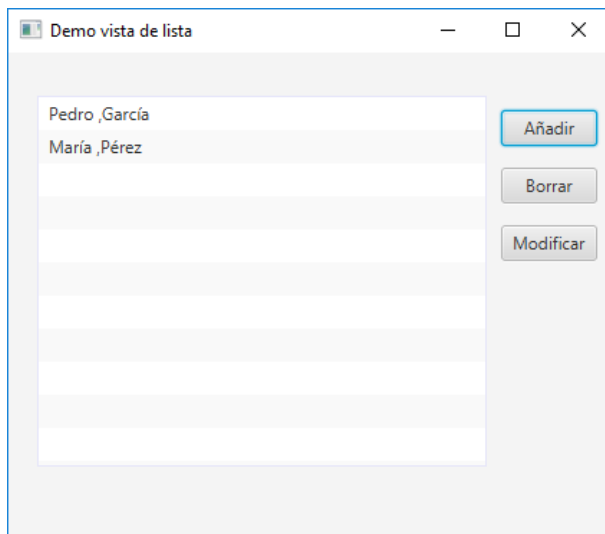 Demo vista de lista
Pedro ,García
María ,Pérez
Añadir
Borrar
Modificar